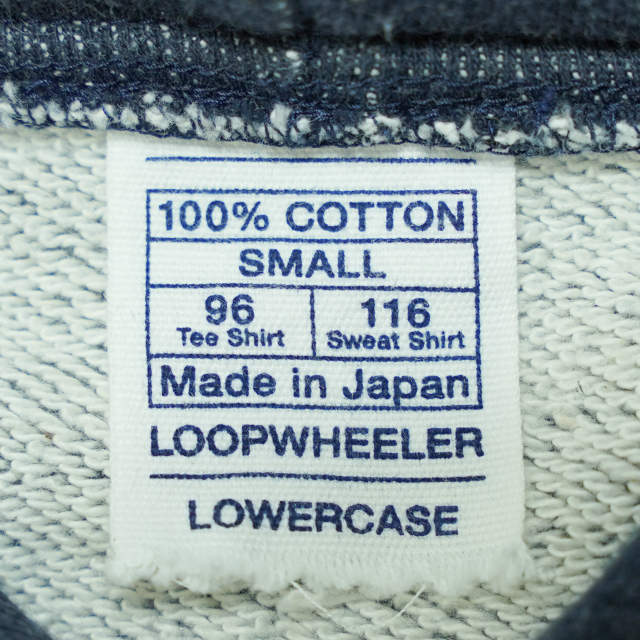 100% COTTON
SMALL
96 116
Tee Shirt Sweat Shirt
Made in Japan
LOOPWHEELER
LOWERCASE